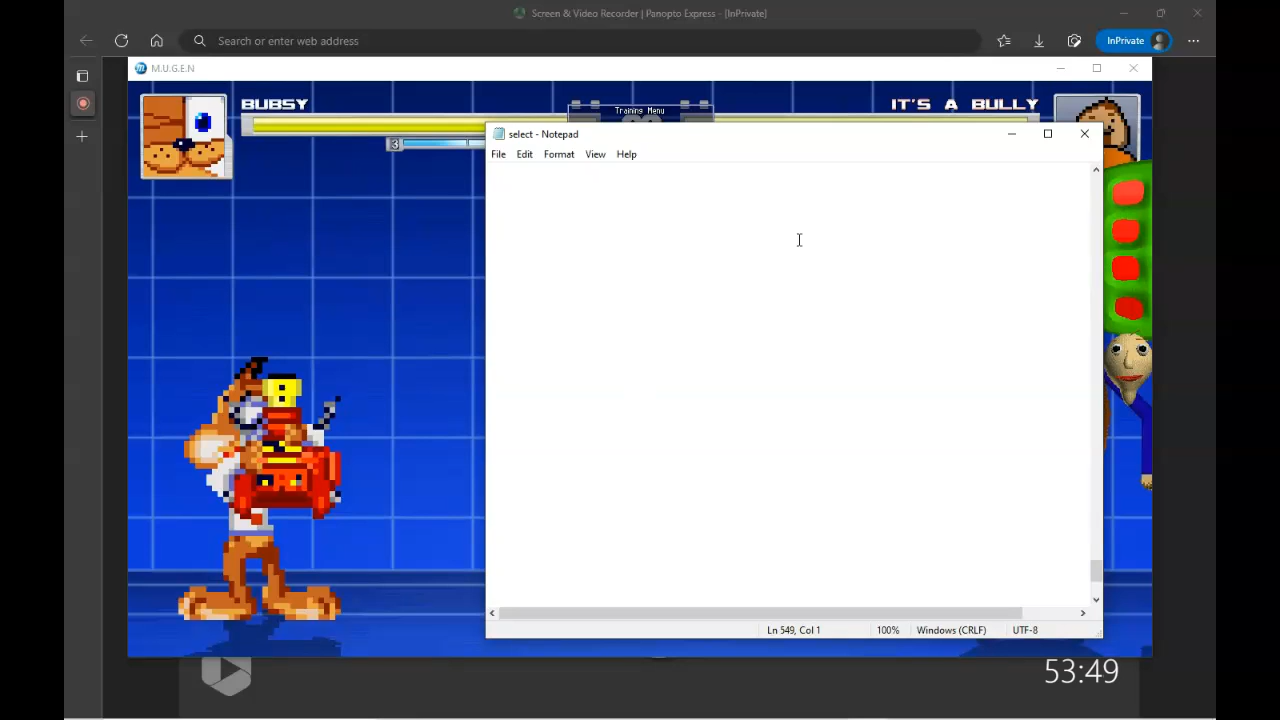 Screen & Video Recorder | Panopto Express - [InPrivate]
Search or enter web address
InPrivate
M.U.G.E.N
BUBSY
Training Menu
IT'S A BULLY
3
select - Notepad
File Edit Format View Help
Ln 549, Col 1 100% Windows (CRLF) UTF-8
53:49